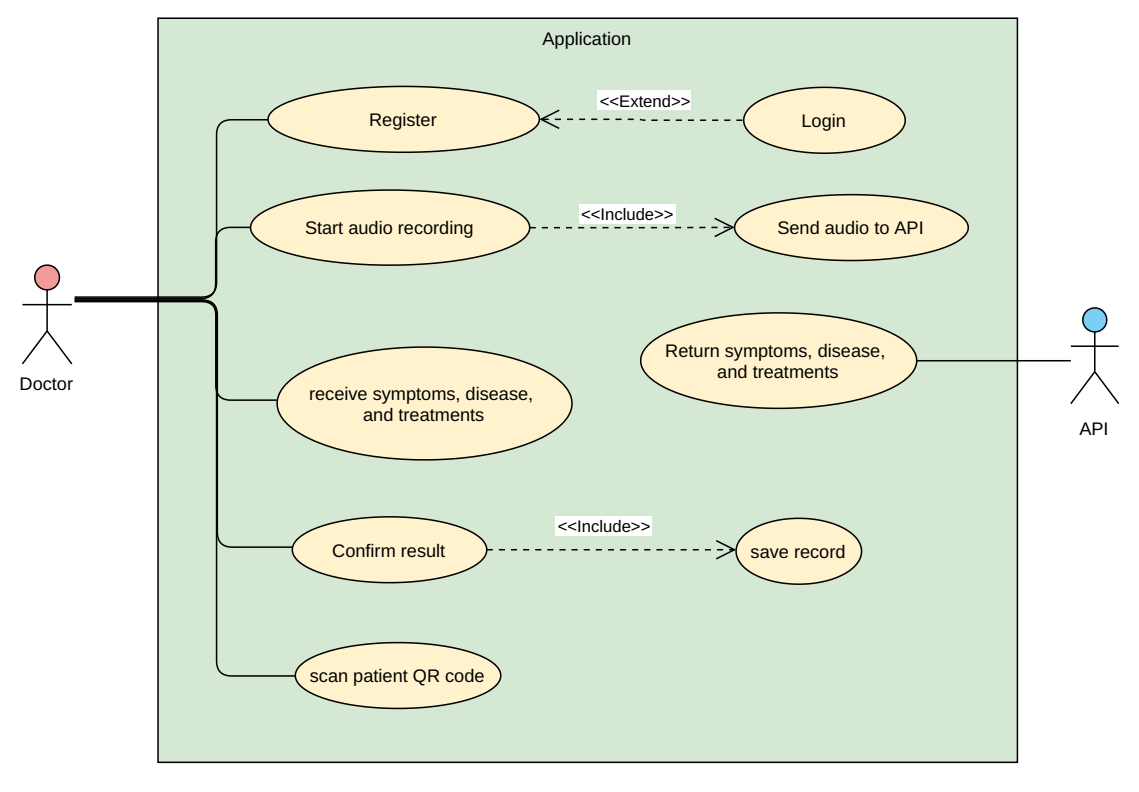 Application
Register
<<Extend>>
Login
Start audio recording
<<Include>>
Send audio to API
Doctor
receive symptoms, disease,
and treatments
Return symptoms, disease,
and treatments
API
Confirm result
<<Include>>
save record
scan patient QR code